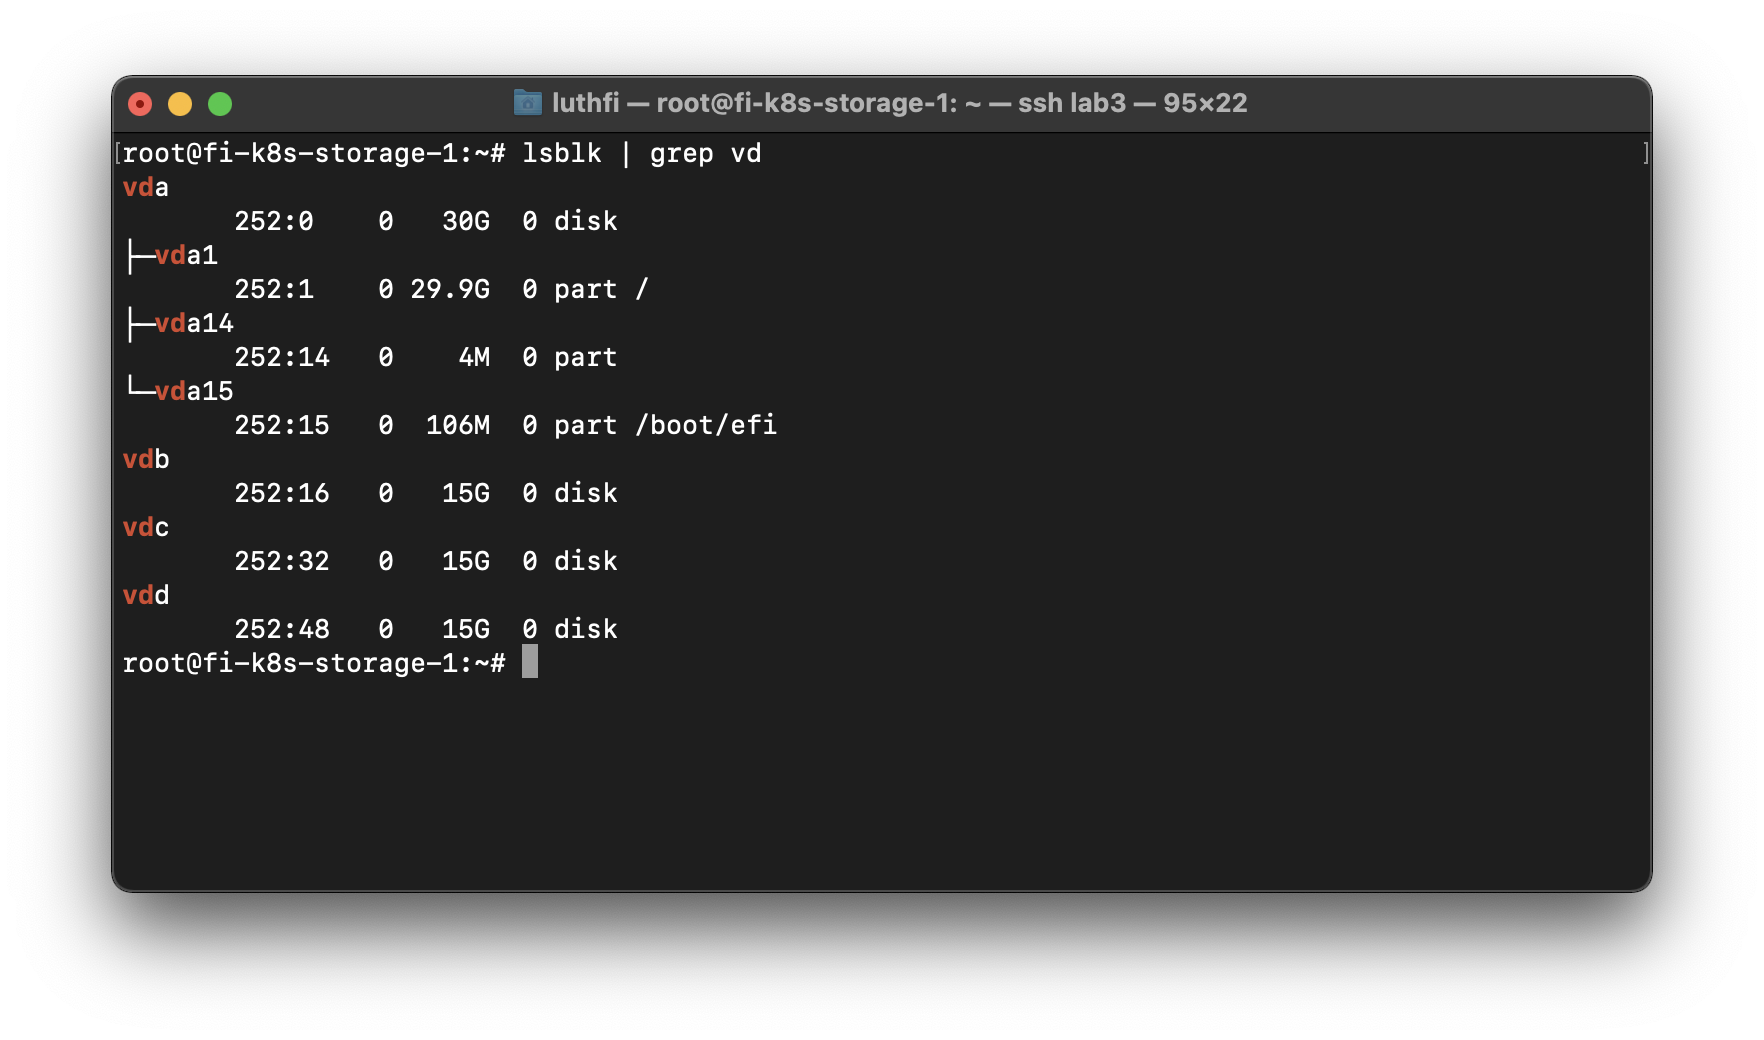 luthfi — root@fi-k8s-storage-1: ~ — ssh lab3 — 95×22
[root@fi-k8s-storage-1:~# lsblk | grep vd ]
vda
       252:0    0   30G  0 disk
├─vda1
       252:1    0 29.9G  0 part /
├─vda14
       252:14   0    4M  0 part
└─vda15
       252:15   0  106M  0 part /boot/efi
vdb
       252:16   0   15G  0 disk
vdc
       252:32   0   15G  0 disk
vdd
       252:48   0   15G  0 disk
root@fi-k8s-storage-1:~#